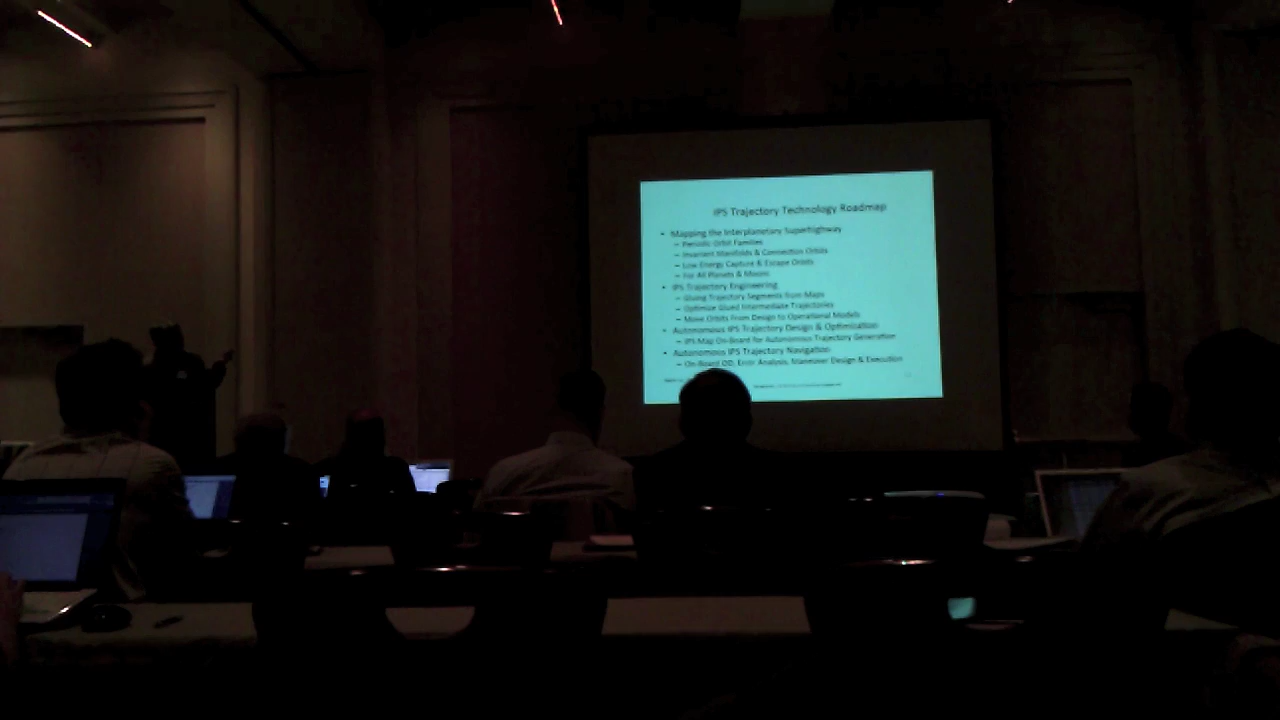 IPS Trajectory Technology Roadmap
• Mapping the Interplanetary Superhighway
– Periodic Orbit Families
– Invariant Manifolds & Connection Orbits
– Low Energy Capture & Escape Orbits
– For All Planets & Moons
• IPS Trajectory Engineering
– Gluing Trajectory Segments from Maps
– Optimize Glued Intermediate Trajectories
– Move Orbits From Design to Operational Models
• Autonomous IPS Trajectory Design & Optimization
– IPS Map On-Board for Autonomous Trajectory Generation
• Autonomous IPS Trajectory Navigation
– On-Board OD, Error Analysis, Maneuver Design & Execution